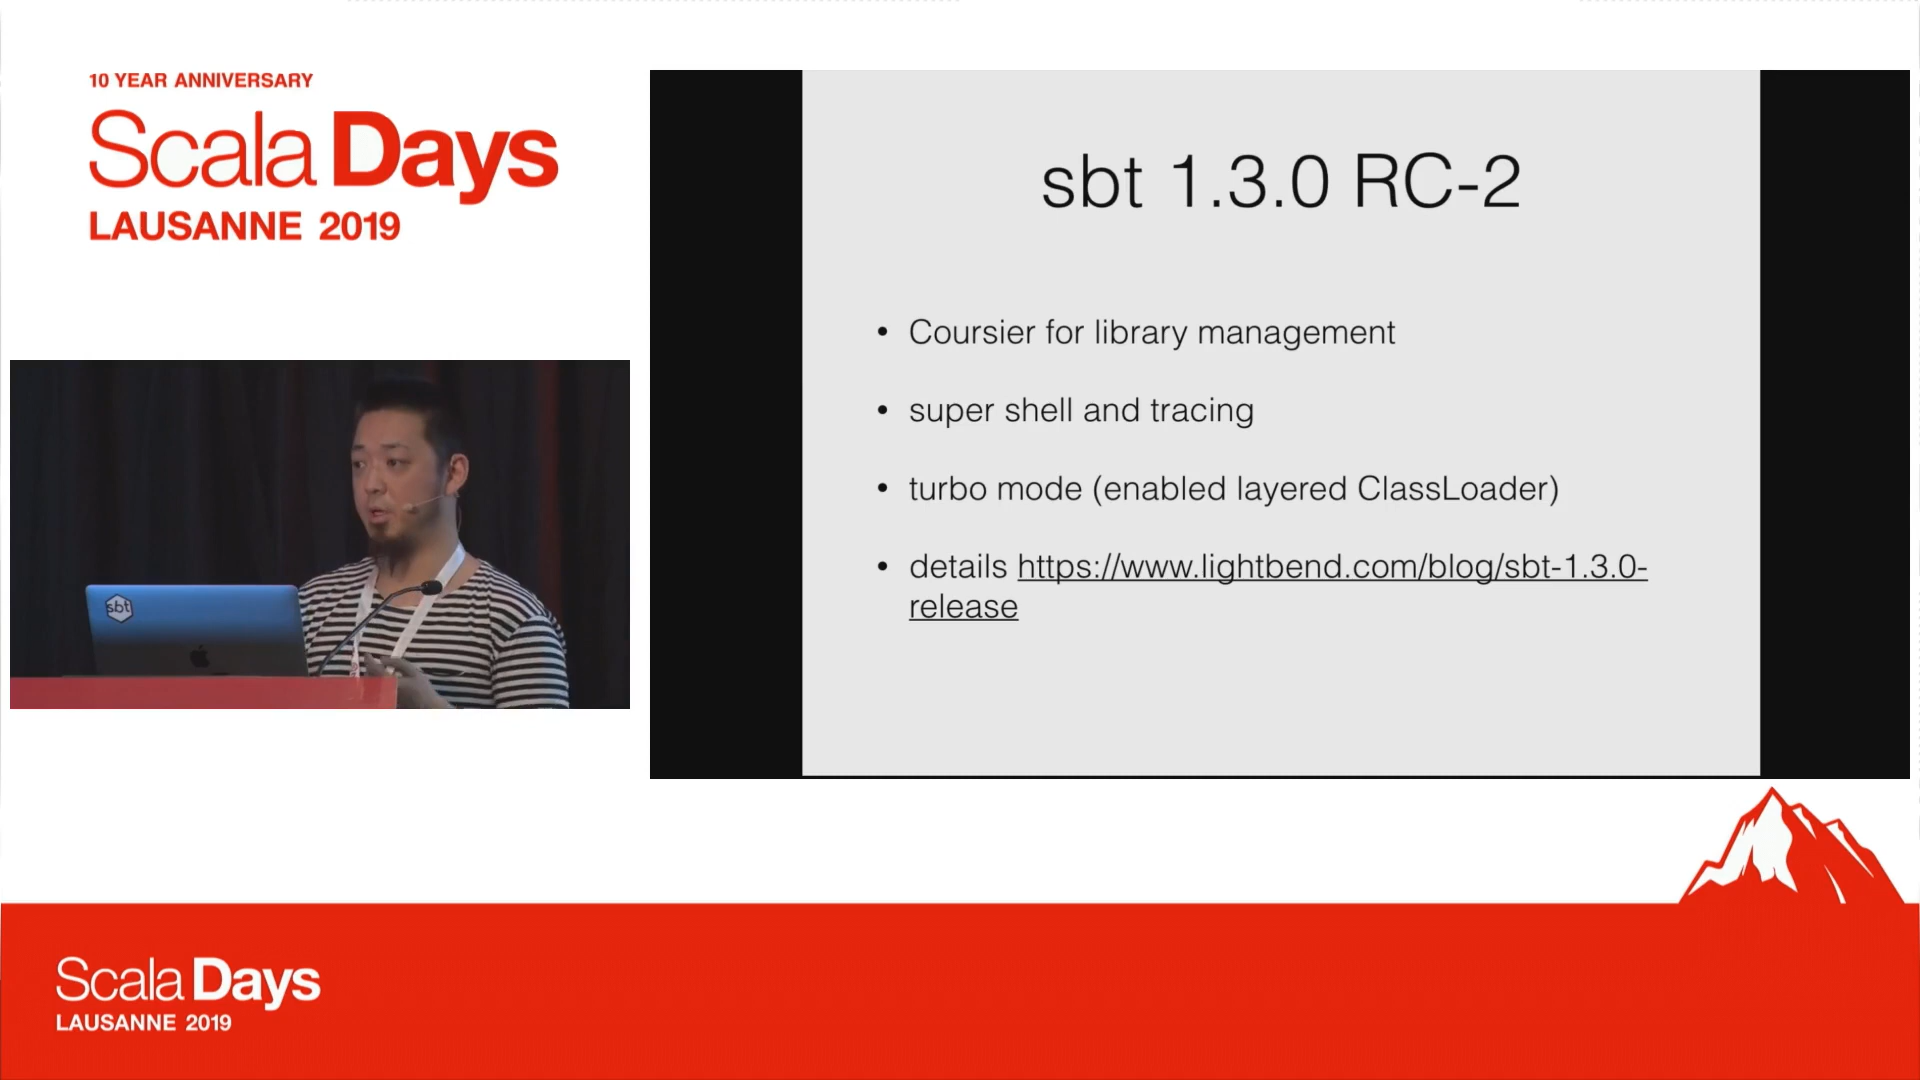 10 YEAR ANNIVERSARY
Scala Days
LAUSANNE 2019
sbt 1.3.0 RC-2
• Coursier for library management
• super shell and tracing
• turbo mode (enabled layered ClassLoader)
• details https://www.lightbend.com/blog/sbt-1.3.0-
release
sbt
Scala Days
LAUSANNE 2019